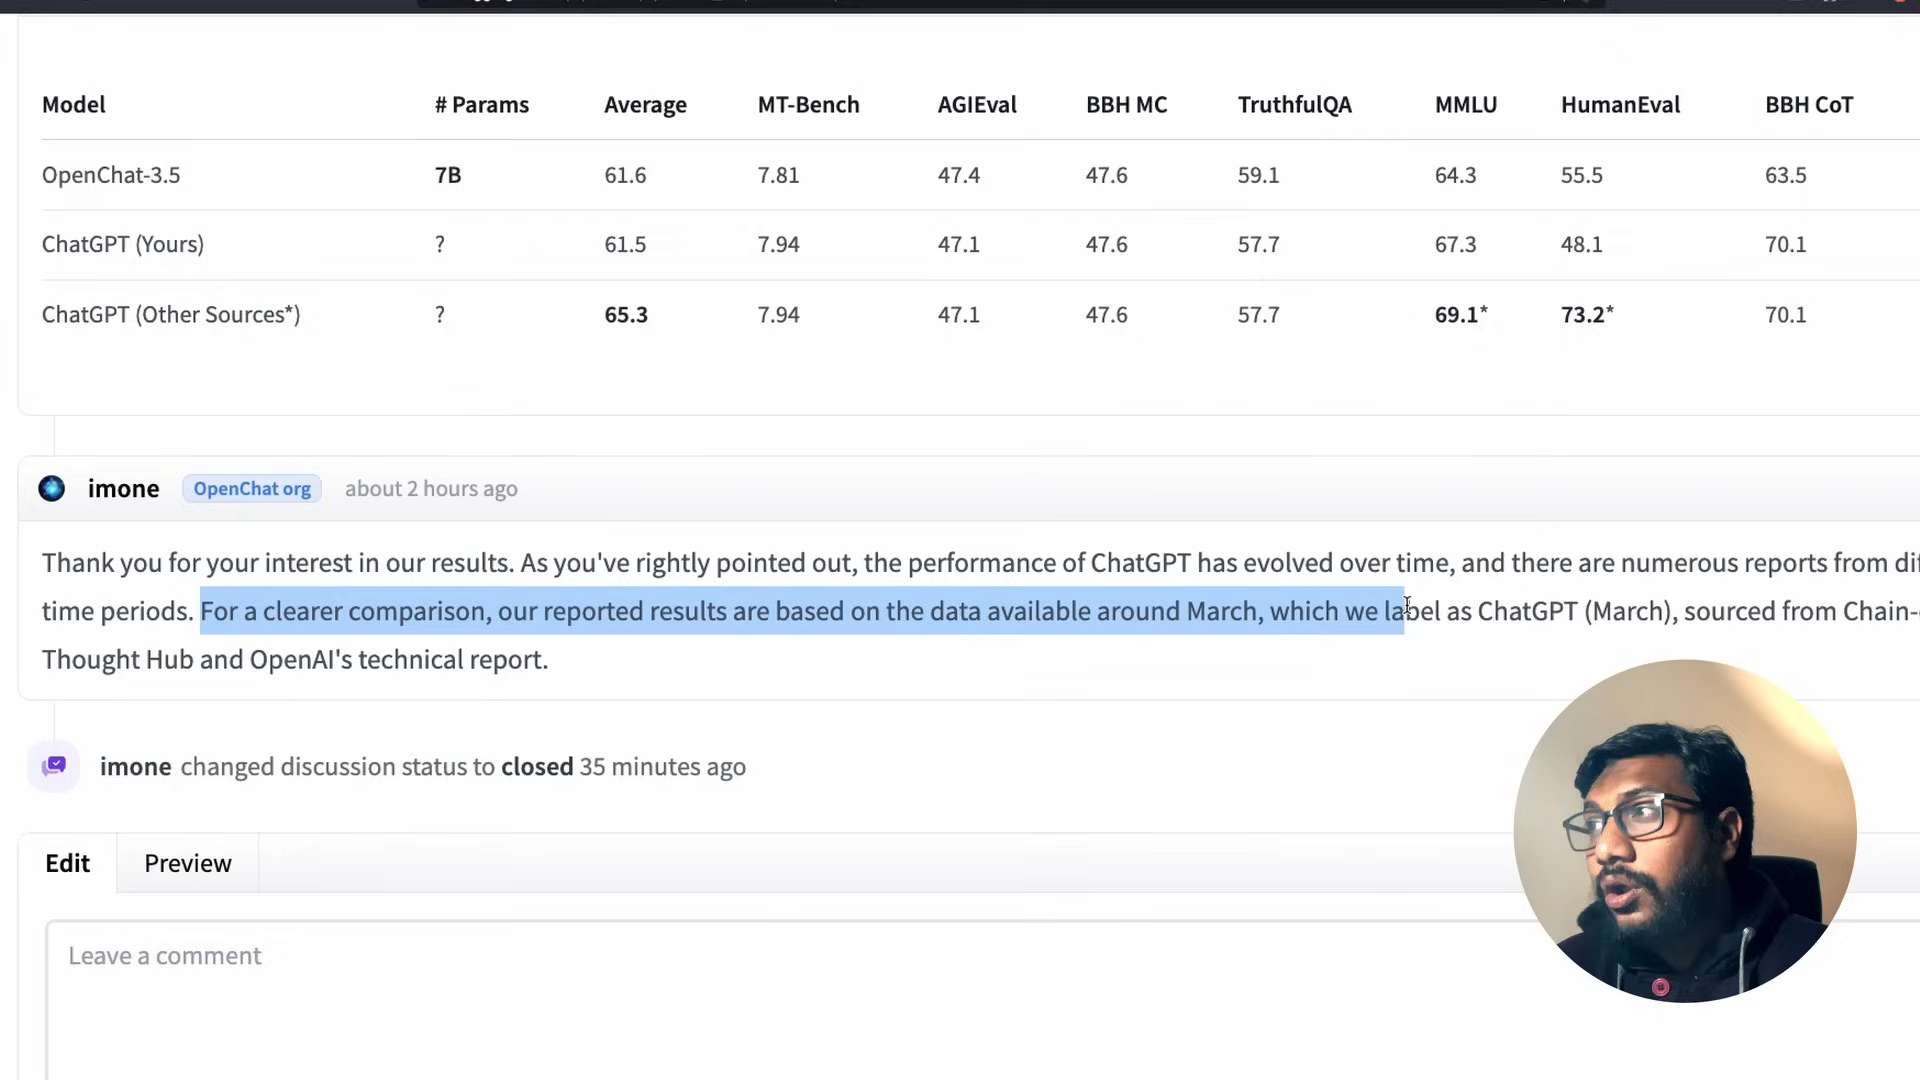 Model # Params Average MT-Bench AGIEval BBH MC TruthfulQA MMLU HumanEval BBH CoT
OpenChat-3.5 7B 61.6 7.81 47.4 47.6 59.1 64.3 55.5 63.5
ChatGPT (Yours) ? 61.5 7.94 47.1 47.6 57.7 67.3 48.1 70.1
ChatGPT (Other Sources*) ? 65.3 7.94 47.1 47.6 57.7 69.1* 73.2* 70.1
imone OpenChat org about 2 hours ago
Thank you for your interest in our results. As you've rightly pointed out, the performance of ChatGPT has evolved over time, and there are numerous reports from
time periods. For a clearer comparison, our reported results are based on the data available around March, which we label as ChatGPT (March), sourced from Chain-
Thought Hub and OpenAI's technical report.
imone changed discussion status to closed 35 minutes ago
Edit Preview
Leave a comment